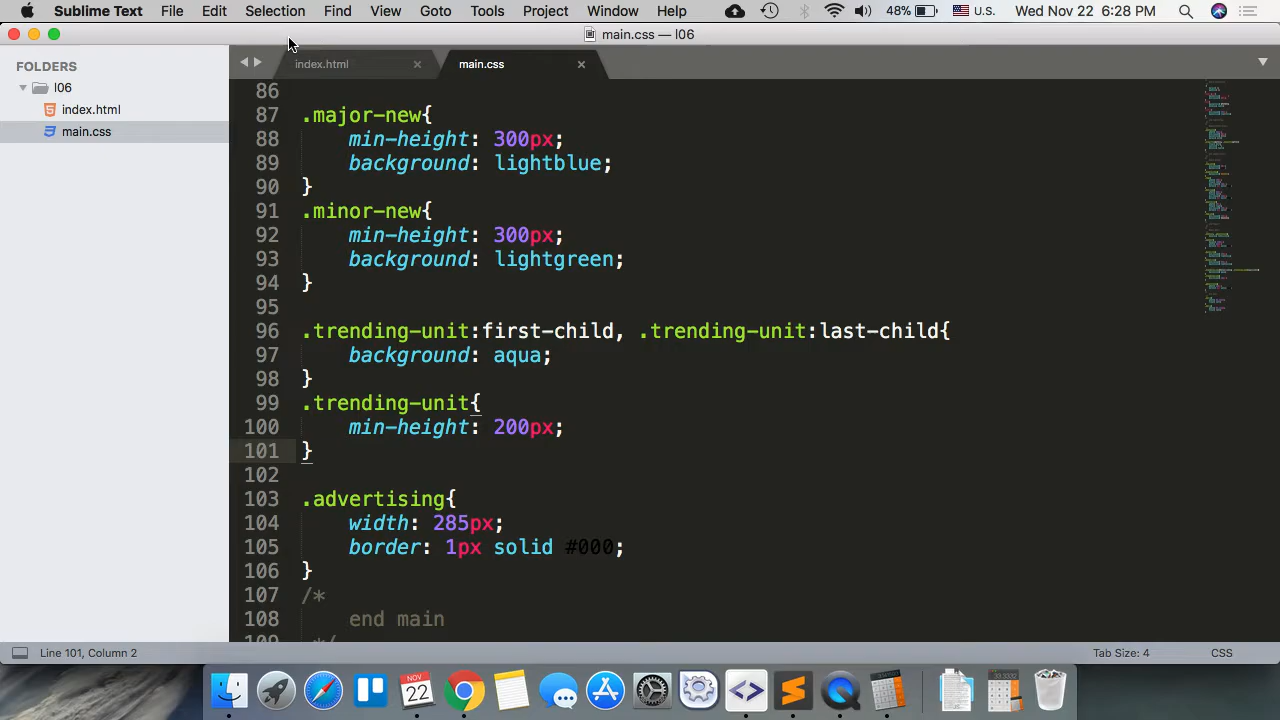 Sublime Text File Edit Selection Find View Goto Tools Project Window Help 48% U.S. Wed Nov 22 6:28 PM
main.css — l06
FOLDERS
l06
index.html
main.css
index.html main.css
86
87 .major-new{
88 min-height: 300px;
89 background: lightblue;
90 }
91 .minor-new{
92 min-height: 300px;
93 background: lightgreen;
94 }
95
96 .trending-unit:first-child, .trending-unit:last-child{
97 background: aqua;
98 }
99 .trending-unit{
100 min-height: 200px;
101 }
102
103 .advertising{
104 width: 285px;
105 border: 1px solid #000;
106 }
107 /*
108 end main
*/
Line 101, Column 2 Tab Size: 4 CSS
NOV
22